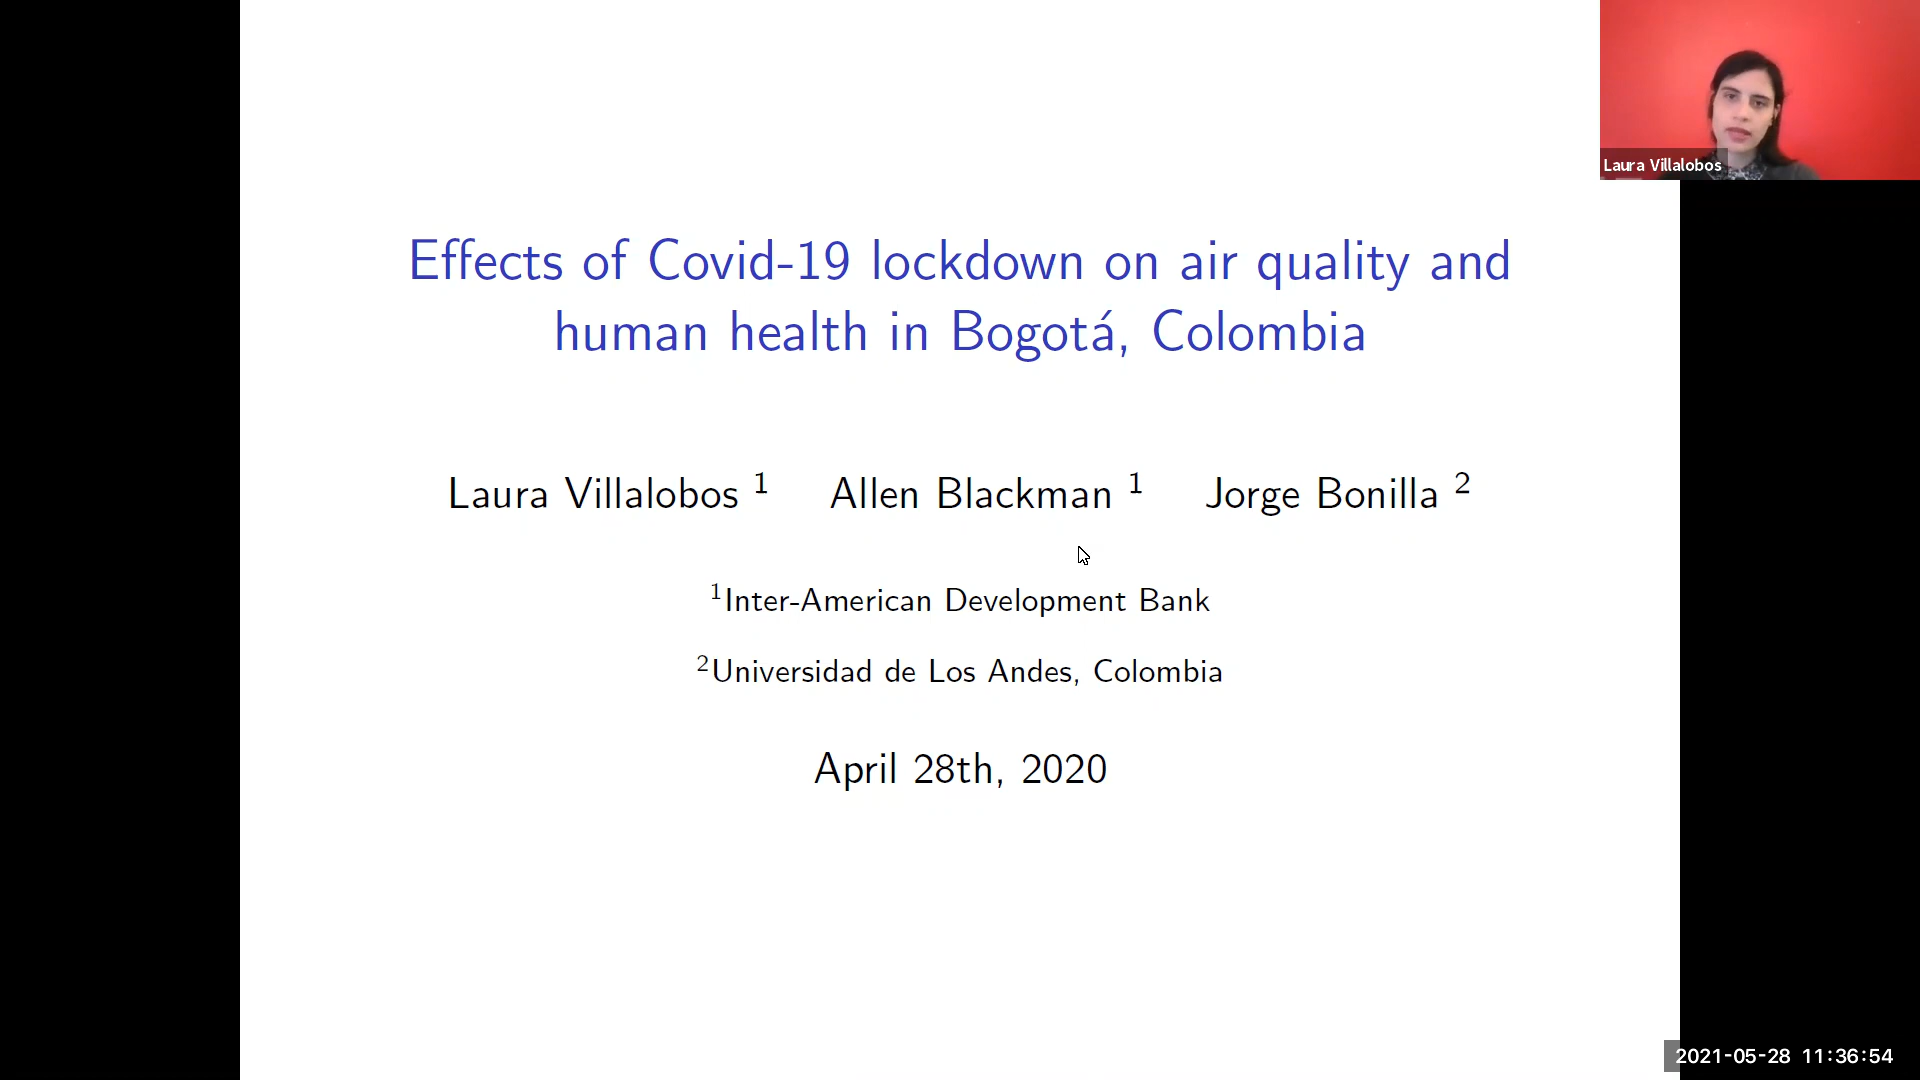 Laura Villalobos
Effects of Covid-19 lockdown on air quality and
human health in Bogotá, Colombia
Laura Villalobos ¹ Allen Blackman ¹ Jorge Bonilla ²
¹Inter-American Development Bank
²Universidad de Los Andes, Colombia
April 28th, 2020
2021-05-28 11:36:54